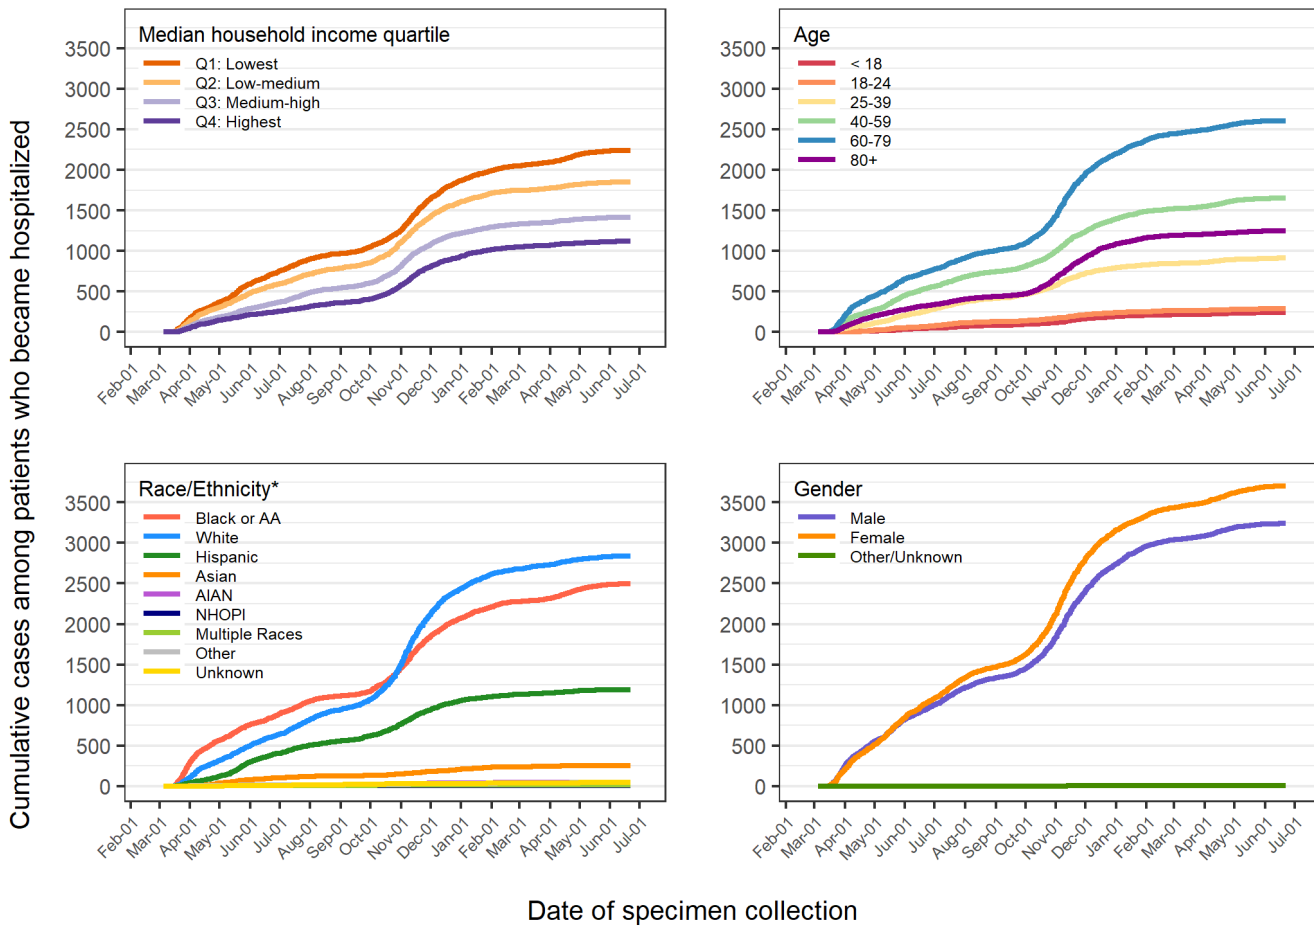 Cumulative cases among patients who became hospitalized
Median household income quartile
Q1: Lowest
Q2: Low-medium
Q3: Medium-high
Q4: Highest
3500
3000
2500
2000
1500
1000
500
0
Feb-01 Mar-01 Apr-01 May-01 Jun-01 Jul-01 Aug-01 Sep-01 Oct-01 Nov-01 Dec-01 Jan-01 Feb-01 Mar-01 Apr-01 May-01 Jun-01 Jul-01
Age
< 18
18-24
25-39
40-59
60-79
80+
3500
3000
2500
2000
1500
1000
500
0
Feb-01 Mar-01 Apr-01 May-01 Jun-01 Jul-01 Aug-01 Sep-01 Oct-01 Nov-01 Dec-01 Jan-01 Feb-01 Mar-01 Apr-01 May-01 Jun-01 Jul-01
Race/Ethnicity*
Black or AA
White
Hispanic
Asian
AIAN
NHOPI
Multiple Races
Other
Unknown
3500
3000
2500
2000
1500
1000
500
0
Feb-01 Mar-01 Apr-01 May-01 Jun-01 Jul-01 Aug-01 Sep-01 Oct-01 Nov-01 Dec-01 Jan-01 Feb-01 Mar-01 Apr-01 May-01 Jun-01 Jul-01
Gender
Male
Female
Other/Unknown
3500
3000
2500
2000
1500
1000
500
0
Feb-01 Mar-01 Apr-01 May-01 Jun-01 Jul-01 Aug-01 Sep-01 Oct-01 Nov-01 Dec-01 Jan-01 Feb-01 Mar-01 Apr-01 May-01 Jun-01 Jul-01
Date of specimen collection